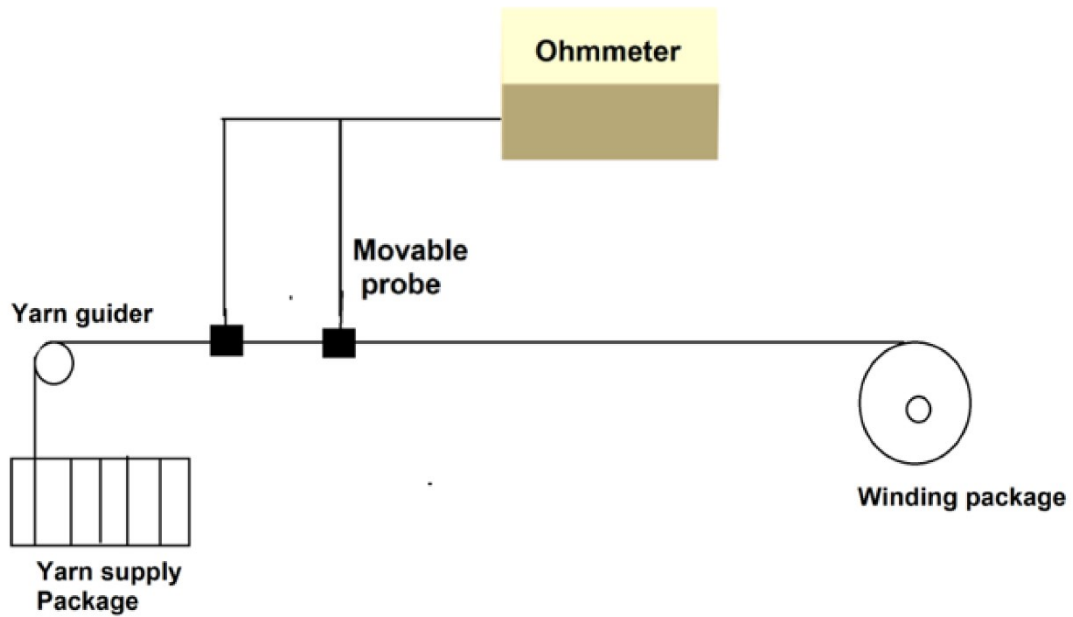 Ohmmeter
Movable
probe
Yarn guider
Winding package
Yarn supply
Package